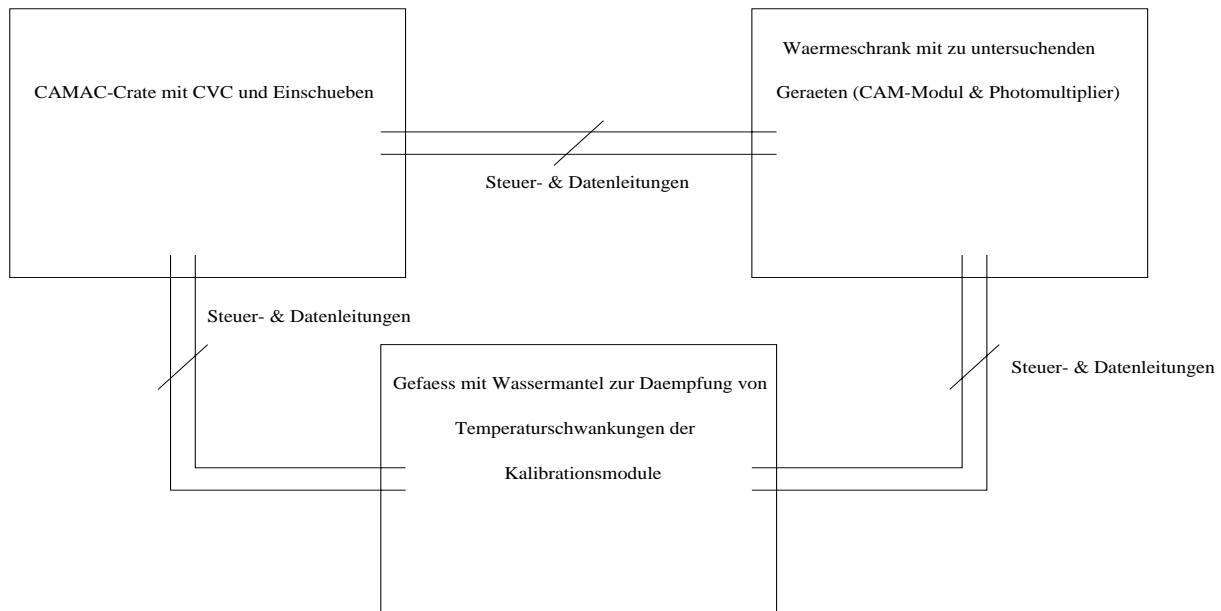 CAMAC-Crate mit CVC und Einschueben
Waermeschrank mit zu untersuchenden
Geraeten (CAM-Modul & Photomultiplier)
Steuer- & Datenleitungen
Steuer- & Datenleitungen
Gefaess mit Wassermantel zur Daempfung von
Temperaturschwankungen der
Kalibrationsmodule
Steuer- & Datenleitungen